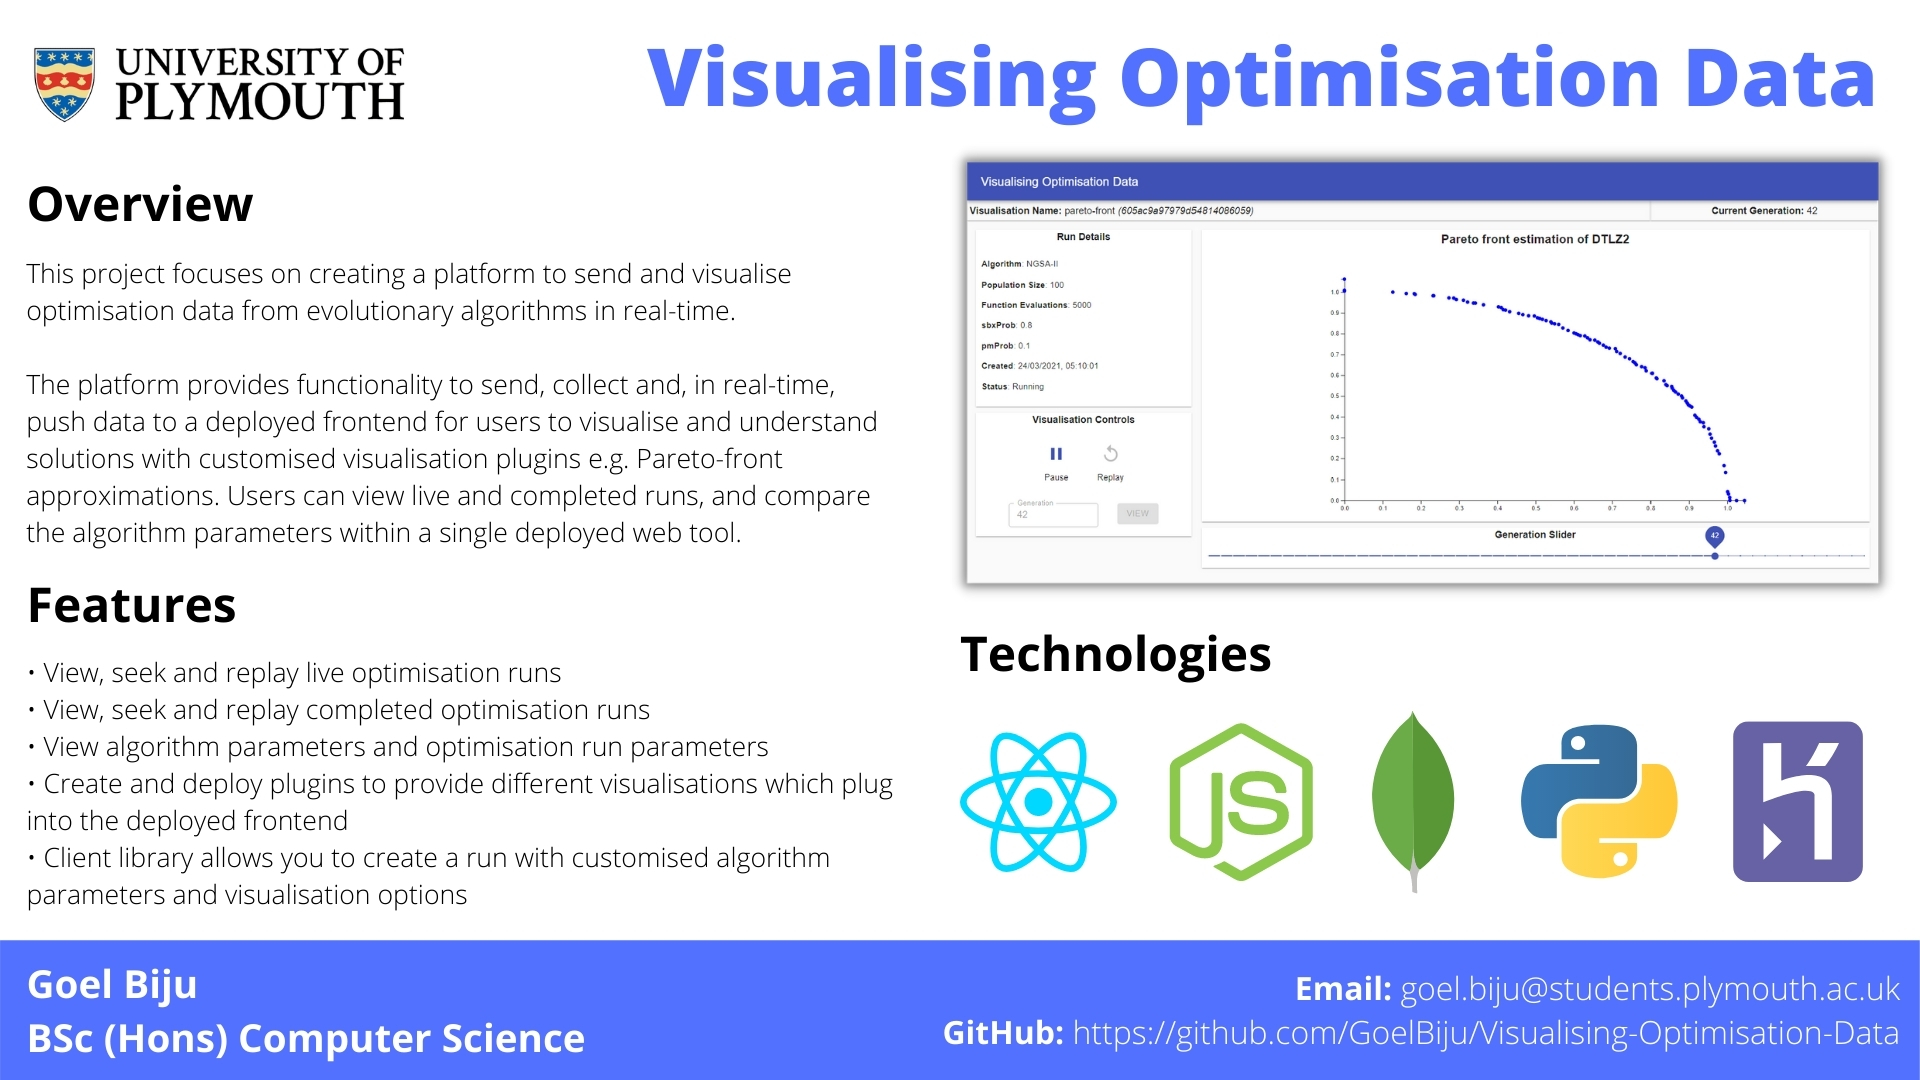 UNIVERSITY OF
PLYMOUTH
Visualising Optimisation Data
Overview
This project focuses on creating a platform to send and visualise
optimisation data from evolutionary algorithms in real-time.
The platform provides functionality to send, collect and, in real-time,
push data to a deployed frontend for users to visualise and understand
solutions with customised visualisation plugins e.g. Pareto-front
approximations. Users can view live and completed runs, and compare
the algorithm parameters within a single deployed web tool.
Features
• View, seek and replay live optimisation runs
• View, seek and replay completed optimisation runs
• View algorithm parameters and optimisation run parameters
• Create and deploy plugins to provide different visualisations which plug
into the deployed frontend
• Client library allows you to create a run with customised algorithm
parameters and visualisation options
Visualising Optimisation Data
Visualisation Name: pareto-front (605ac9a97979d54814086059)
Current Generation: 42
Run Details
Algorithm: NGSA-II
Population Size: 100
Function Evaluations: 5000
sbxProb: 0.8
pmProb: 0.1
Created: 24/03/2021, 05:10:01
Status: Running
Visualisation Controls
Pause Replay
Generation
42
VIEW
Pareto front estimation of DTLZ2
1.0
0.9
0.8
0.7
0.6
0.5
0.4
0.3
0.2
0.1
0.0
0.0 0.1 0.2 0.3 0.4 0.5 0.6 0.7 0.8 0.9 1.0
Generation Slider
42
Technologies
JS
Goel Biju
BSc (Hons) Computer Science
Email: goel.biju@students.plymouth.ac.uk
GitHub: https://github.com/GoelBiju/Visualising-Optimisation-Data